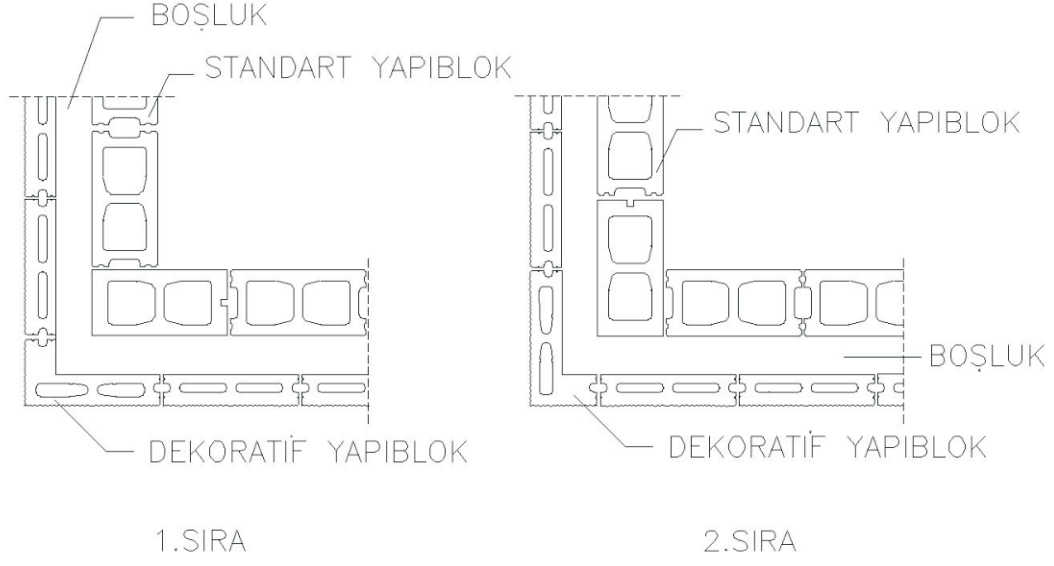 BOŞLUK
STANDART YAPIBLOK
STANDART YAPIBLOK
BOŞLUK
DEKORATİF YAPIBLOK
DEKORATİF YAPIBLOK
1.SIRA
2.SIRA